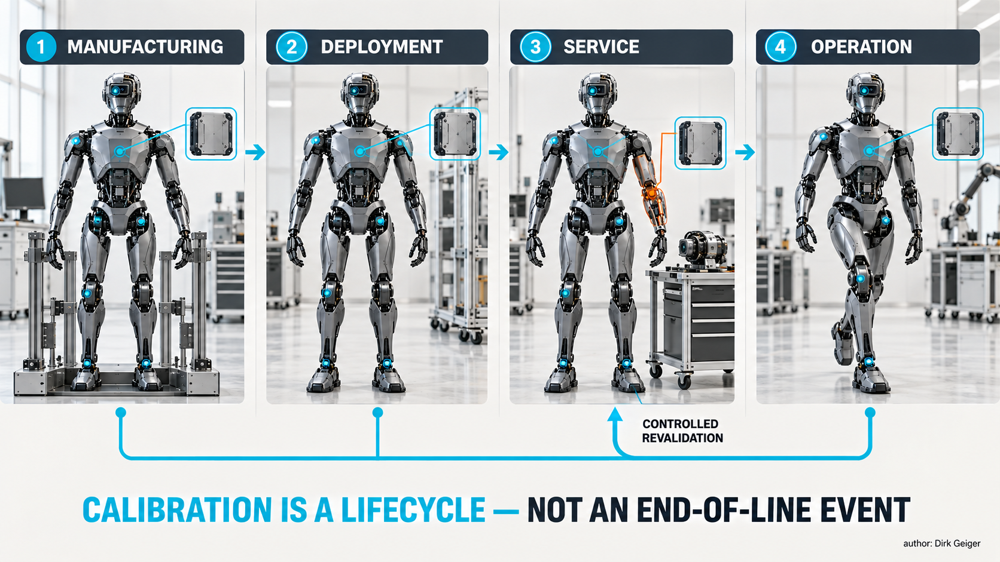 1 MANUFACTURING
2 DEPLOYMENT
3 SERVICE
4 OPERATION
CONTROLLED
REVALIDATION
CALIBRATION IS A LIFECYCLE — NOT AN END-OF-LINE EVENT
author: Dirk Geiger